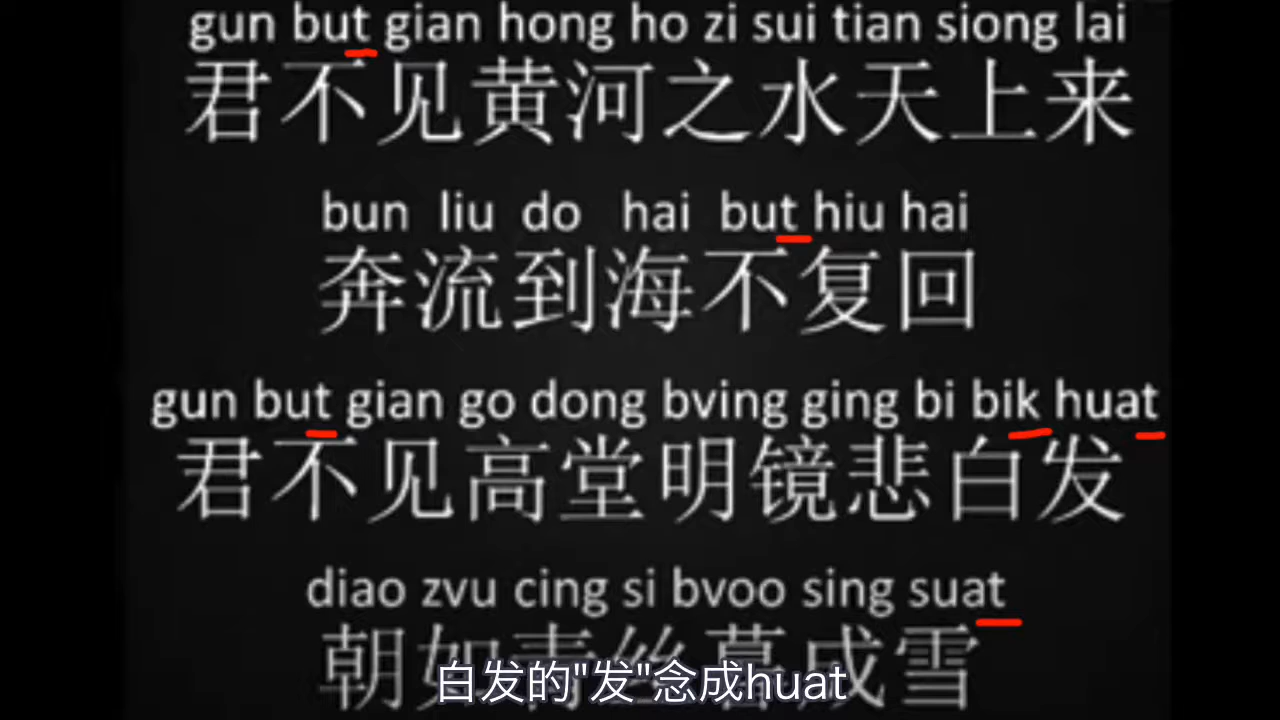 gun but gian hong ho zi sui tian siong lai
君不见黄河之水天上来
bun liu do hai but hiu hai
奔流到海不复回
gun but gian go dong bving ging bi bik huat
君不见高堂明镜悲白发
diao zvu cing si bvoo sing suat
朝如青丝暮成雪
白发的"发"念成huat